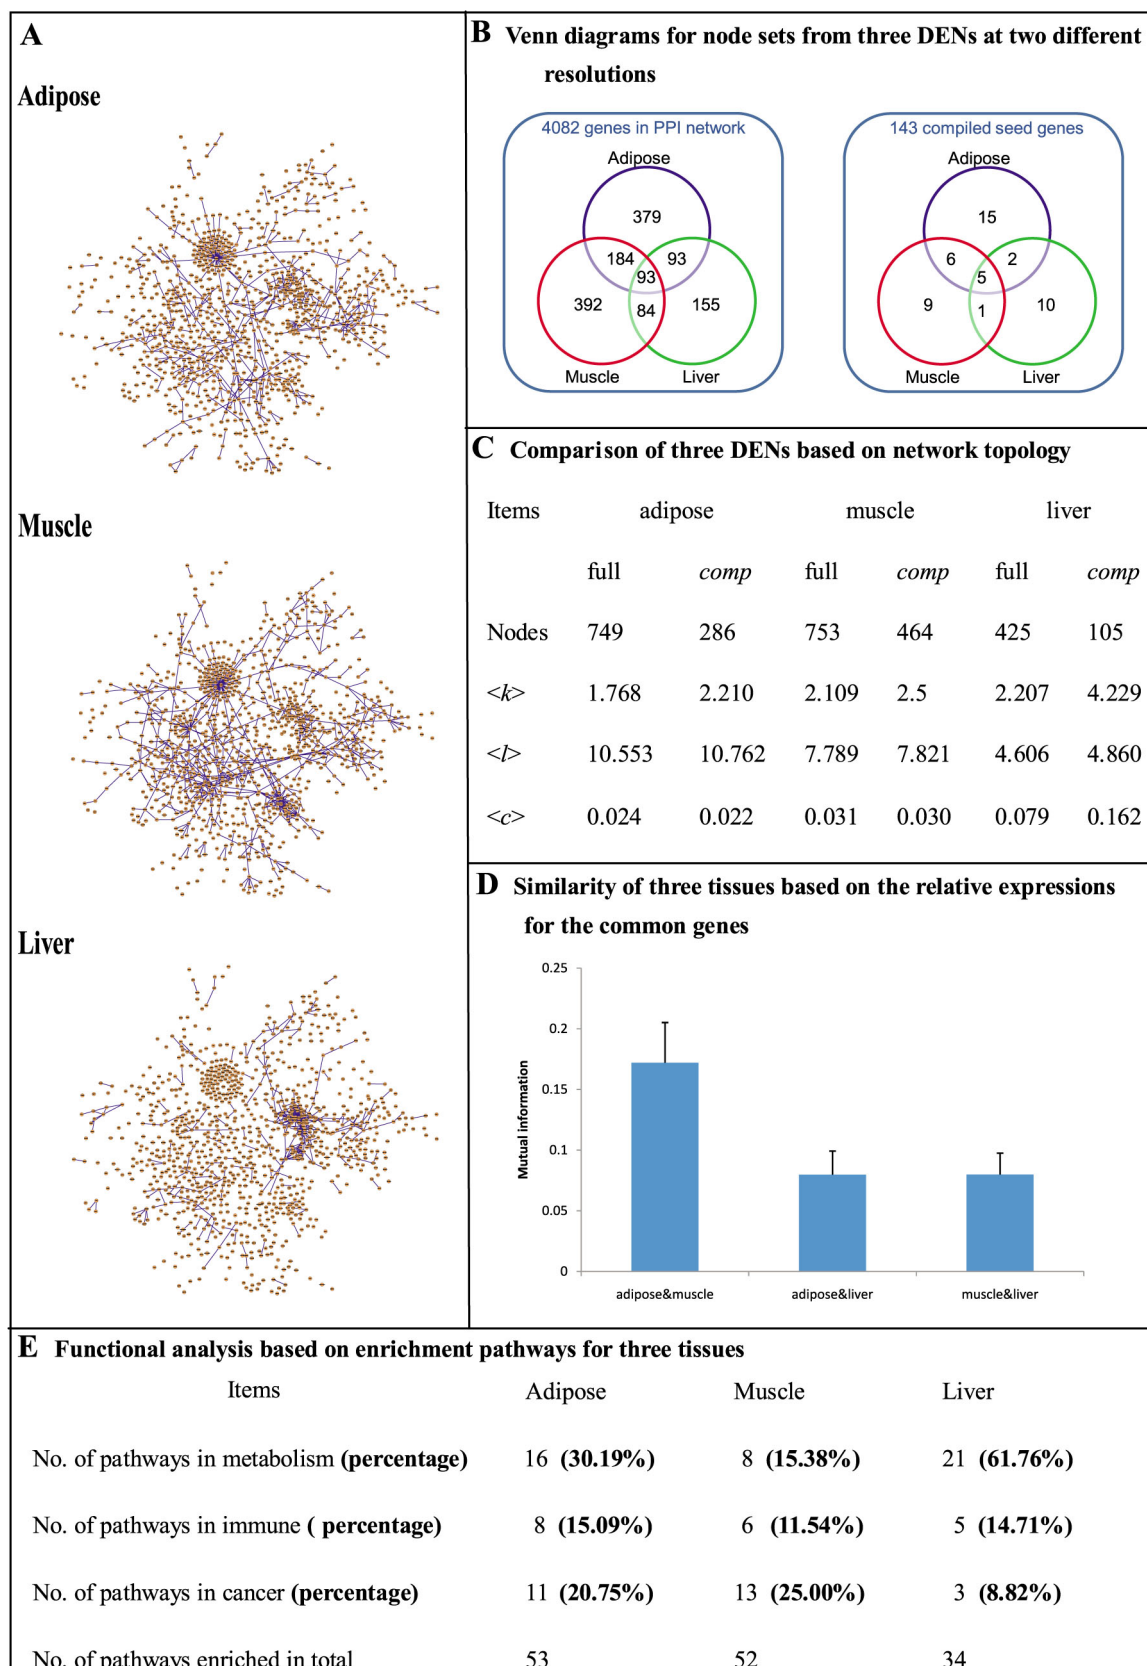 A
Adipose
Muscle
Liver
B Venn diagrams for node sets from three DENs at two different
resolutions
4082 genes in PPI network
Adipose
379
184
93
93
392
84
155
Muscle
Liver
143 compiled seed genes
Adipose
15
6
2
5
9
1
10
Muscle
Liver
C Comparison of three DENs based on network topology
Items adipose muscle liver
full comp full comp full comp
Nodes 749 286 753 464 425 105
<k> 1.768 2.210 2.109 2.5 2.207 4.229
<l> 10.553 10.762 7.789 7.821 4.606 4.860
<c> 0.024 0.022 0.031 0.030 0.079 0.162
D Similarity of three tissues based on the relative expressions
for the common genes
Mutual information
0.25
0.2
0.15
0.1
0.05
0
adipose&muscle adipose&liver muscle&liver
E Functional analysis based on enrichment pathways for three tissues
Items Adipose Muscle Liver
No. of pathways in metabolism (percentage) 16 (30.19%) 8 (15.38%) 21 (61.76%)
No. of pathways in immune ( percentage) 8 (15.09%) 6 (11.54%) 5 (14.71%)
No. of pathways in cancer (percentage) 11 (20.75%) 13 (25.00%) 3 (8.82%)
No. of pathways enriched in total 53 52 34